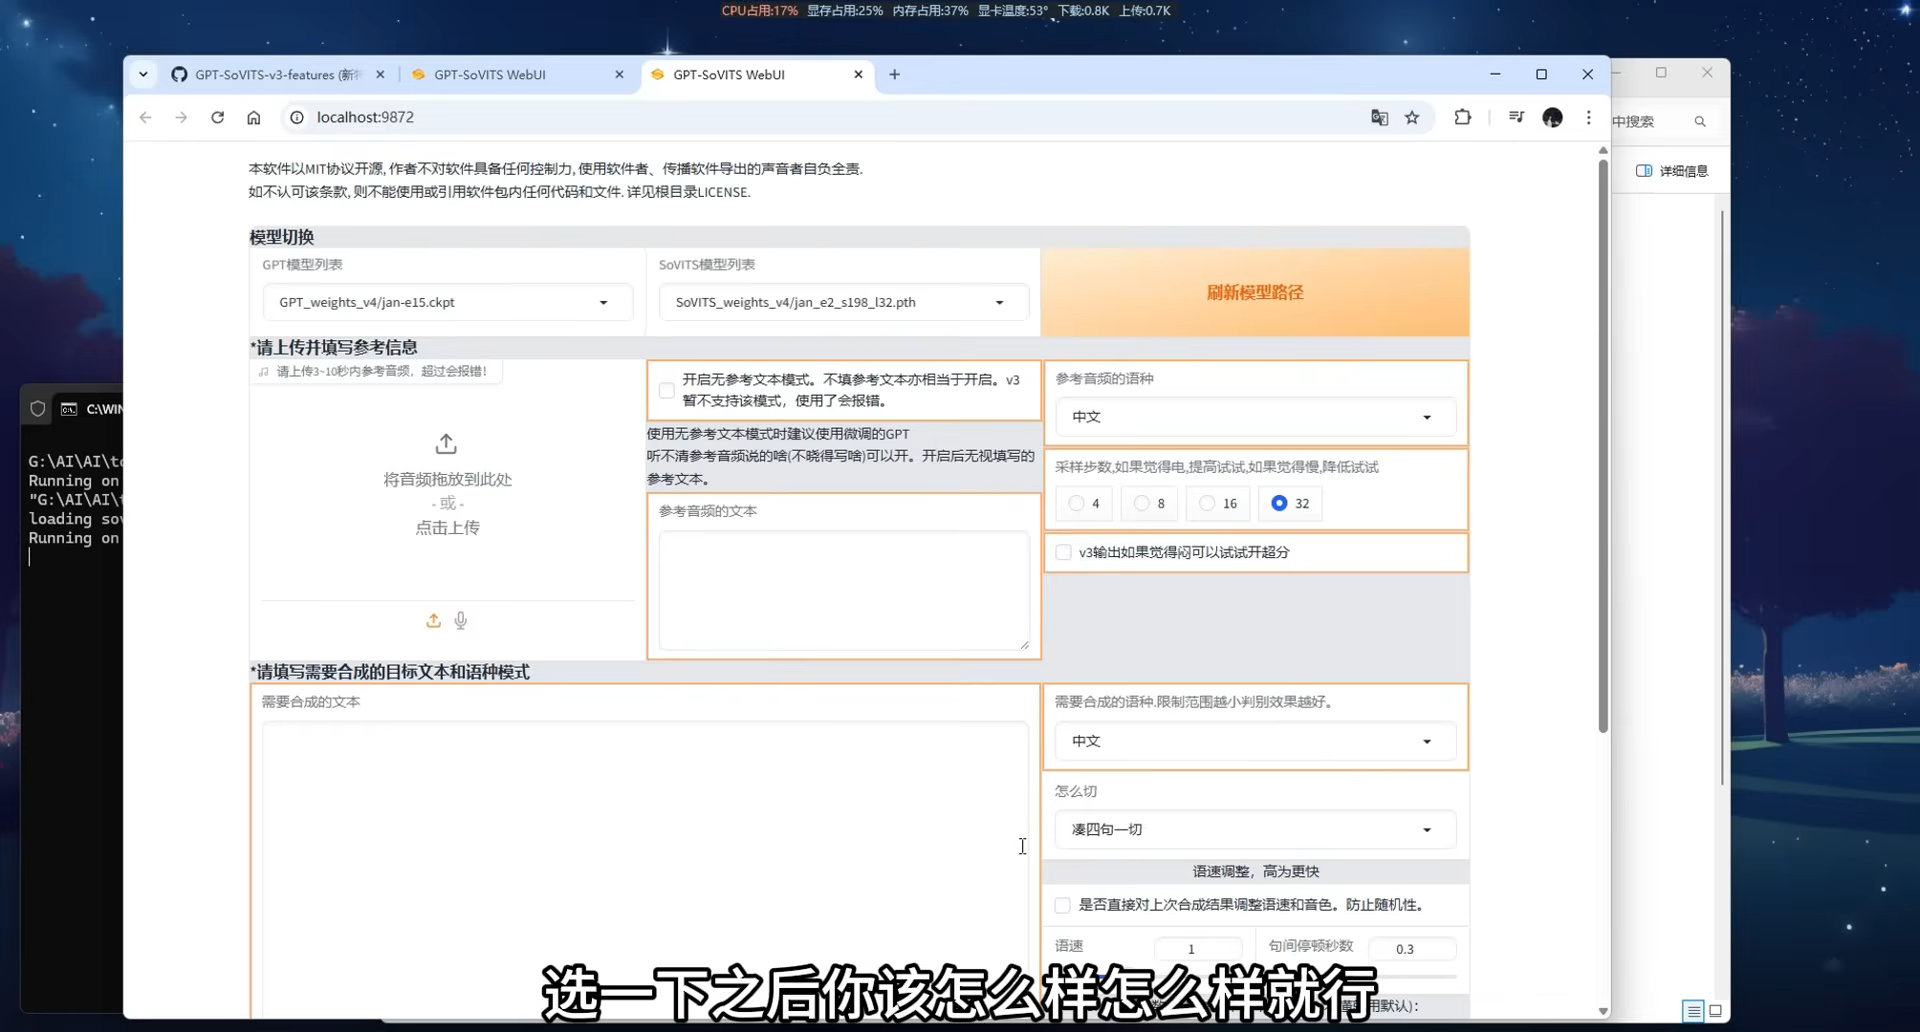 CPU占用:17% 显存占用:25% 内存占用:37% 显卡温度:53° 下载:0.8K 上传:0.7K
GPT-SoVITS-v3-features (新
GPT-SoVITS WebUI
GPT-SoVITS WebUI
localhost:9872
中搜索
详细信息
本软件以MIT协议开源, 作者不对软件具备任何控制力, 使用软件者、传播软件导出的声音者自负全责.
如不认可该条款, 则不能使用或引用软件包内任何代码和文件. 详见根目录LICENSE.
模型切换
GPT模型列表
GPT_weights_v4/jan-e15.ckpt
SoVITS模型列表
SoVITS_weights_v4/jan_e2_s198_l32.pth
刷新模型路径
*请上传并填写参考信息
请上传3~10秒内参考音频，超过会报错！
将音频拖放到此处
- 或 -
点击上传
开启无参考文本模式。不填参考文本亦相当于开启。v3
暂不支持该模式，使用了会报错。
使用无参考文本模式时建议使用微调的GPT
听不清参考音频说的啥(不晓得写啥)可以开。开启后无视填写的
参考文本。
参考音频的文本
参考音频的语种
中文
采样步数,如果觉得电,提高试试,如果觉得慢,降低试试
4 8 16 32
v3输出如果觉得闷可以试试开超分
*请填写需要合成的目标文本和语种模式
需要合成的文本
需要合成的语种.限制范围越小判别效果越好。
中文
怎么切
凑四句一切
语速调整，高为更快
是否直接对上次合成结果调整语速和音色。防止随机性。
语速 1 句间停顿秒数 0.3
用默认)：
C:\WIN
G:\AI\AI\to
Running on
"G:\AI\AI\
loading sov
Running on
选一下之后你该怎么样怎么样就行